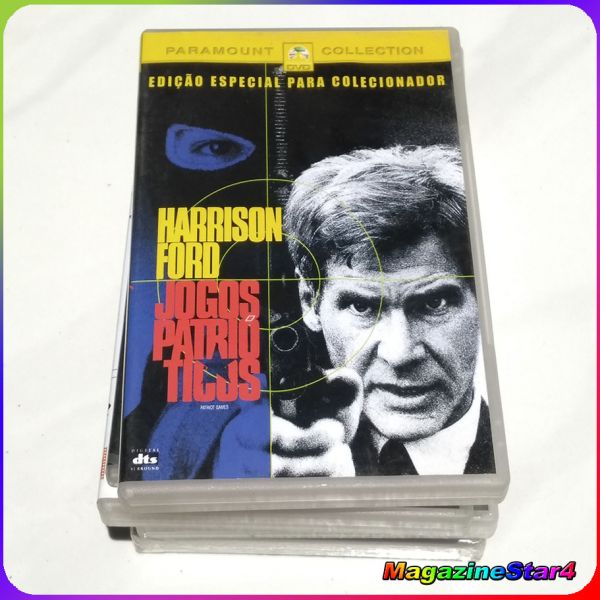 PARAMOUNT COLLECTION
DVD
EDIÇÃO ESPECIAL PARA COLECIONADOR
HARRISON
FORD
JOGOS
PATRIÓ
TICOS
PATRIOT GAMES
DIGITAL
dts
SURROUND
MagazineStar4